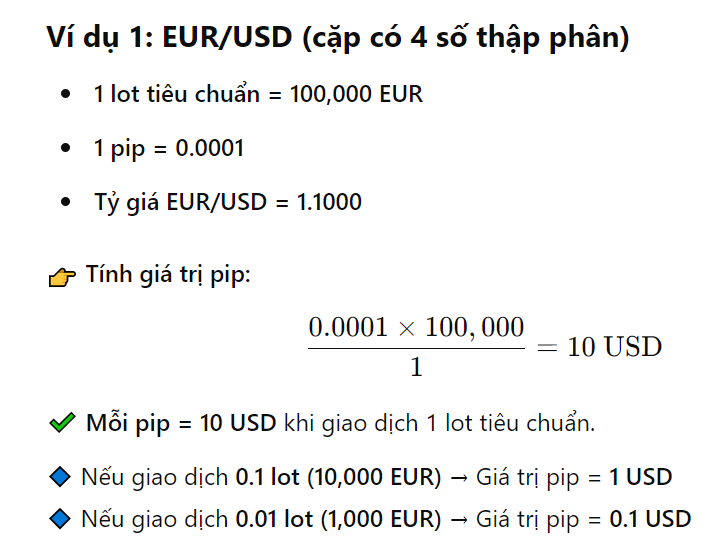 Ví dụ 1: EUR/USD (cặp có 4 số thập phân)
• 1 lot tiêu chuẩn = 100,000 EUR
• 1 pip = 0.0001
• Tỷ giá EUR/USD = 1.1000
👉 Tính giá trị pip:
0.0001 × 100,000
1
= 10 USD
✔ Mỗi pip = 10 USD khi giao dịch 1 lot tiêu chuẩn.
🔹 Nếu giao dịch 0.1 lot (10,000 EUR) → Giá trị pip = 1 USD
🔹 Nếu giao dịch 0.01 lot (1,000 EUR) → Giá trị pip = 0.1 USD